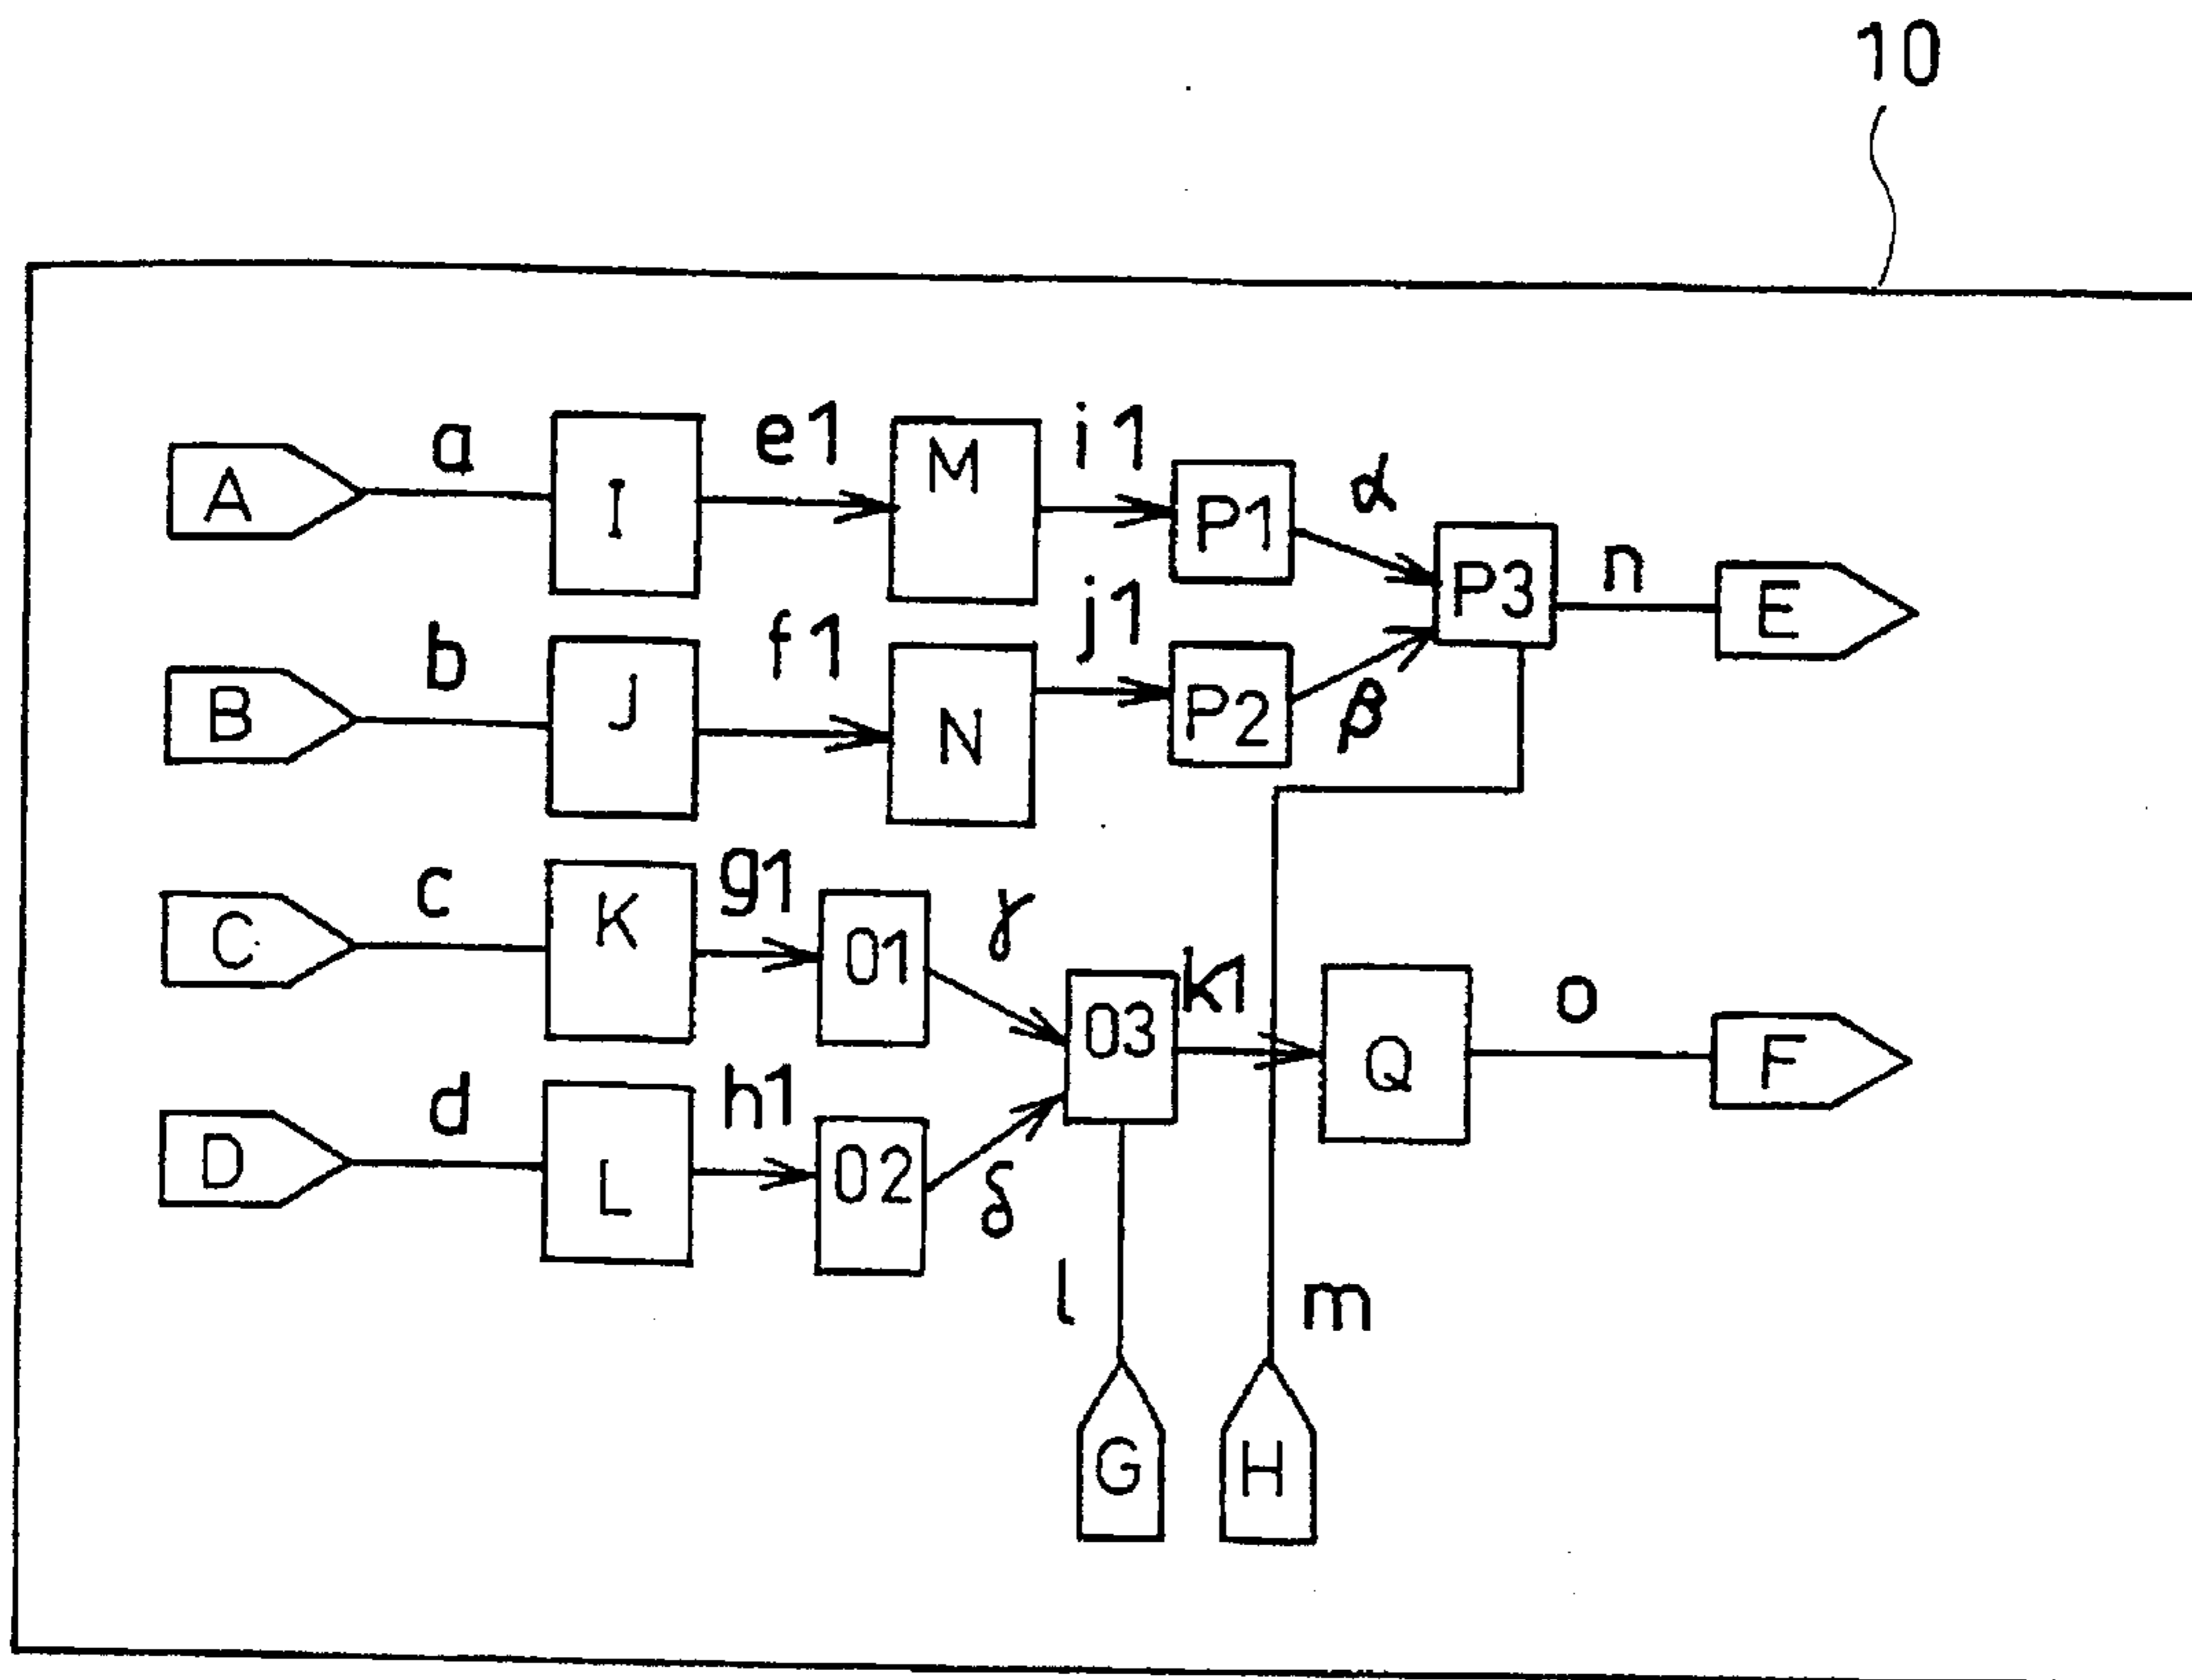 10
a e1 i1 α
A I M P1 P3 n E
b f1 j1 β
B J N P2
c g1 γ k1
C K 01 03 Q o F
d h1 δ
D L 02
l m
G H